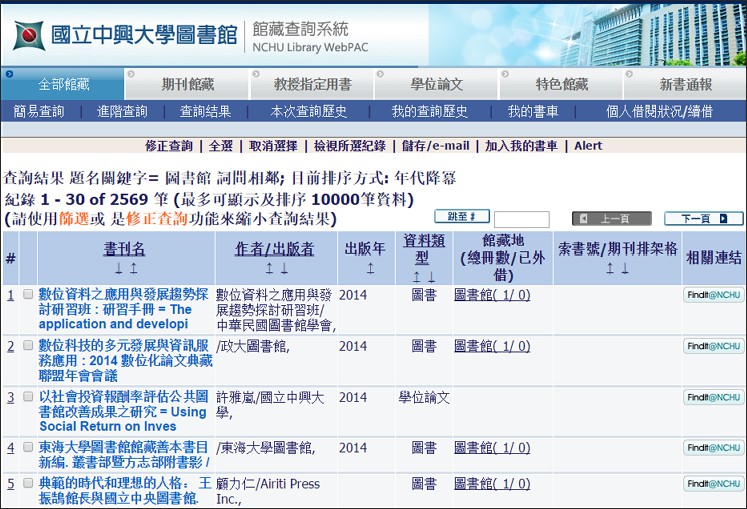 國立中興大學圖書館 館藏查詢系統
NCHU Library WebPAC
全部館藏 期刊館藏 教授指定用書 學位論文 特色館藏 新書通報
簡易查詢 | 進階查詢 | 查詢結果 | 本次查詢歷史 | 我的查詢歷史 | 我的書車 | 個人借閱狀況/續借
修正查詢 | 全選 | 取消選擇 | 檢視所選紀錄 | 儲存/e-mail | 加入我的書車 | Alert
查詢結果 題名關鍵字= 圖書館 詞間相鄰; 目前排序方式: 年代降冪
紀錄 1 - 30 of 2569 筆 (最多可顯示及排序 10000筆資料)
(請使用篩選或 是修正查詢功能來縮小查詢結果) 跳至 # 上一頁 下一頁
# 書刊名 ↓↑ 作者/出版者 ↑↓ 出版年 ↑ 資料類型 ↑↓ 館藏地 (總冊數/已外借) 索書號/期刊排架格 ↑↓ 相關連結
1 數位資料之應用與發展趨勢探 數位資料之應用與發 2014 圖書 圖書館( 1/ 0) Findit@NCHU
討研習班 : 研習手冊 = The 展趨勢探討研習班/
application and developi 中華民國圖書館學會,
2 數位科技的多元發展與資訊服 /政大圖書館, 2014 圖書 圖書館( 1/ 0) Findit@NCHU
務應用 : 2014 數位化論文典藏
聯盟年會會議
3 以社會投資報酬率評估公共圖 許雅嵐/國立中興大 2014 學位論文 Findit@NCHU
書館改善成果之研究 = Using 學,
Social Return on Inves
4 東海大學圖書館館藏善本書目 /東海大學圖書館, 2014 圖書 圖書館( 1/ 0) Findit@NCHU
新編. 叢書部暨方志部附書影 /
5 典範的時代和理想的人格： 王 顧力仁/Airiti Press 圖書 圖書館( 1/ 0) Findit@NCHU
振鵠館長與國立中央圖書館. Inc.,